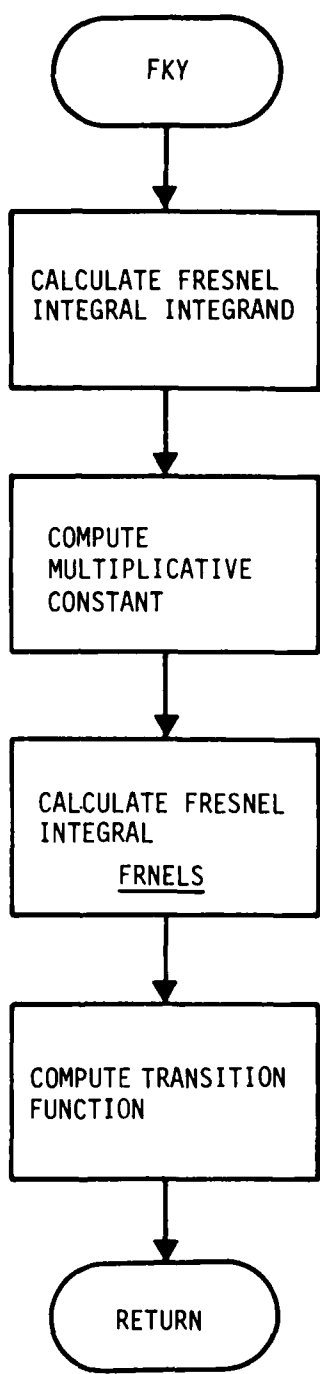 FKY
CALCULATE FRESNEL
INTEGRAL INTEGRAND
COMPUTE
MULTIPLICATIVE
CONSTANT
CALCULATE FRESNEL
INTEGRAL
FRNELS
COMPUTE TRANSITION
FUNCTION
RETURN